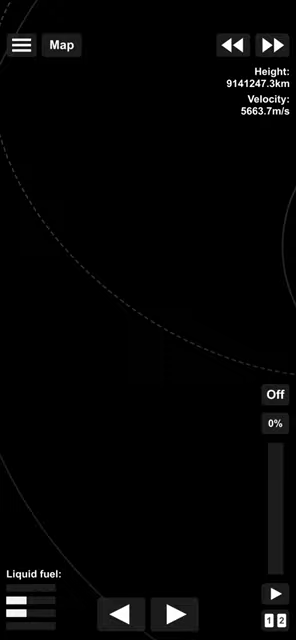 Map
Height:
9141247.3km
Velocity:
5663.7m/s
Off
0%
Liquid fuel:
1 2